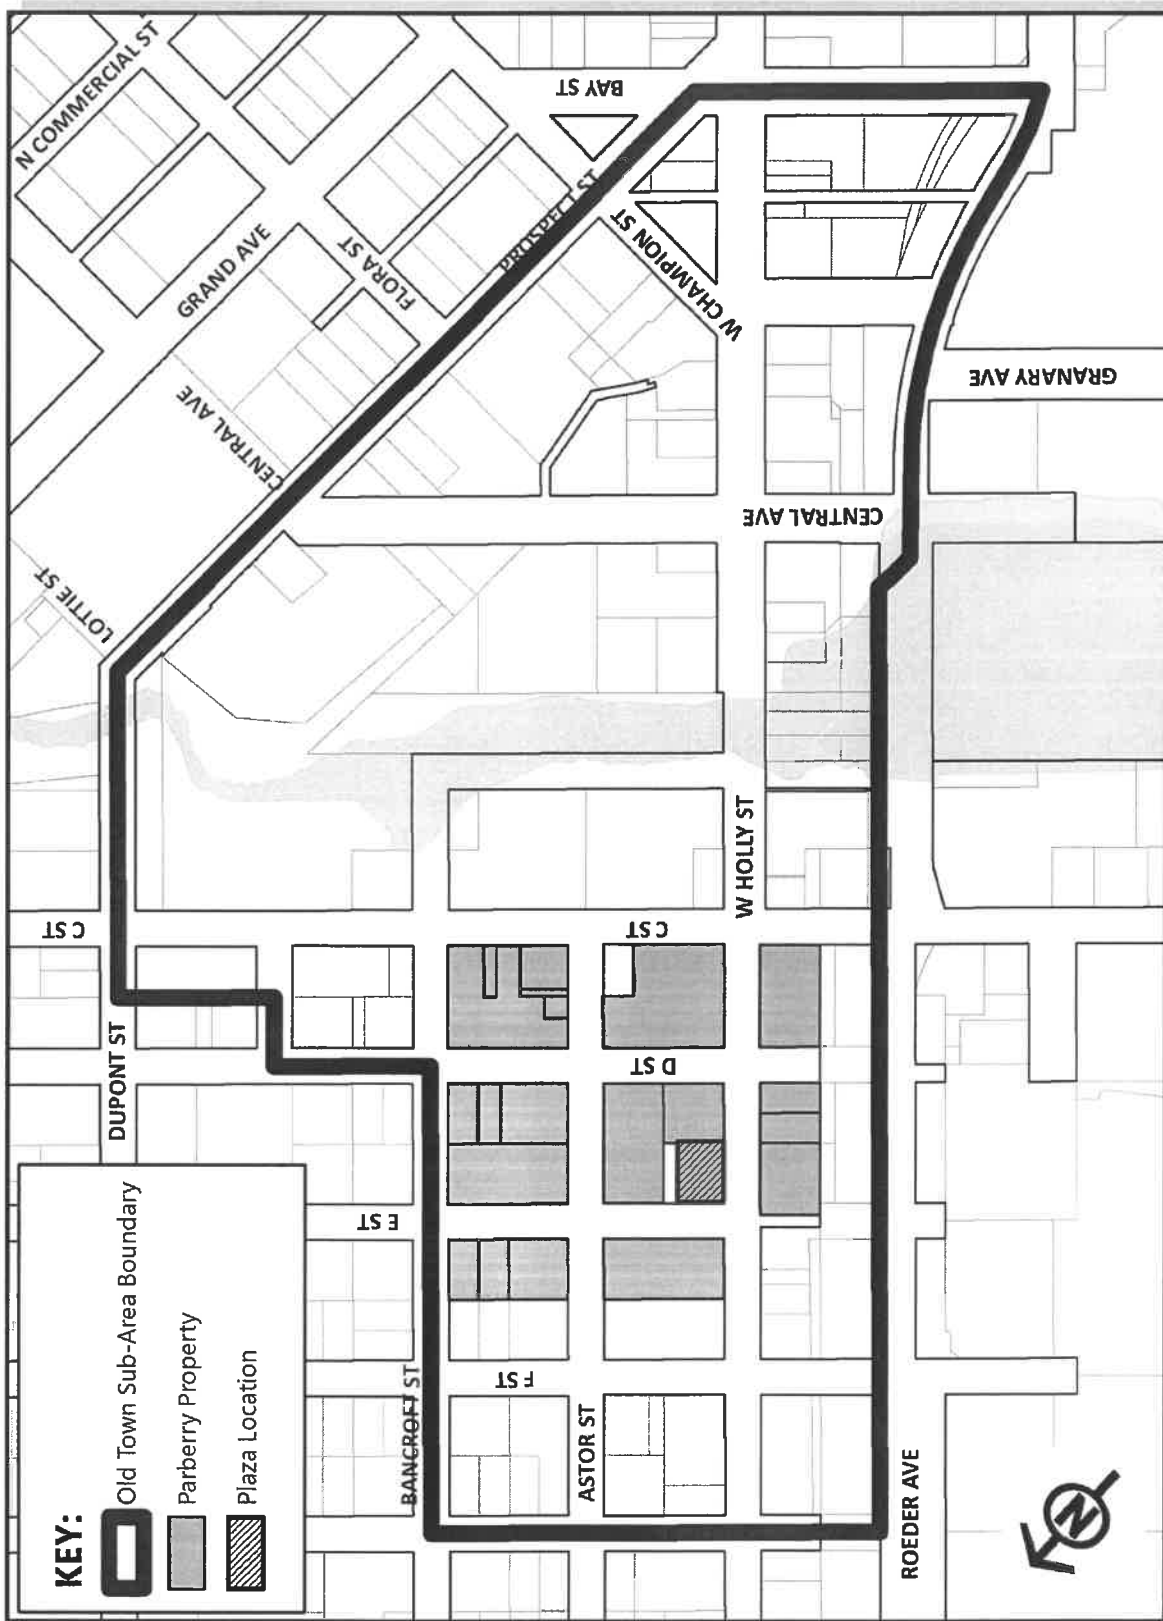 KEY:
Old Town Sub-Area Boundary
Parberry Property
Plaza Location
N COMMERCIAL ST
BAY ST
GRAND AVE
FLORA ST
PROSPECT ST
W CHAMPION ST
CENTRAL AVE
GRANARY AVE
CENTRAL AVE
LOTTIE ST
W HOLLY ST
C ST
C ST
DUPONT ST
D ST
E ST
F ST
BANCROFT ST
ASTOR ST
ROEDER AVE
N